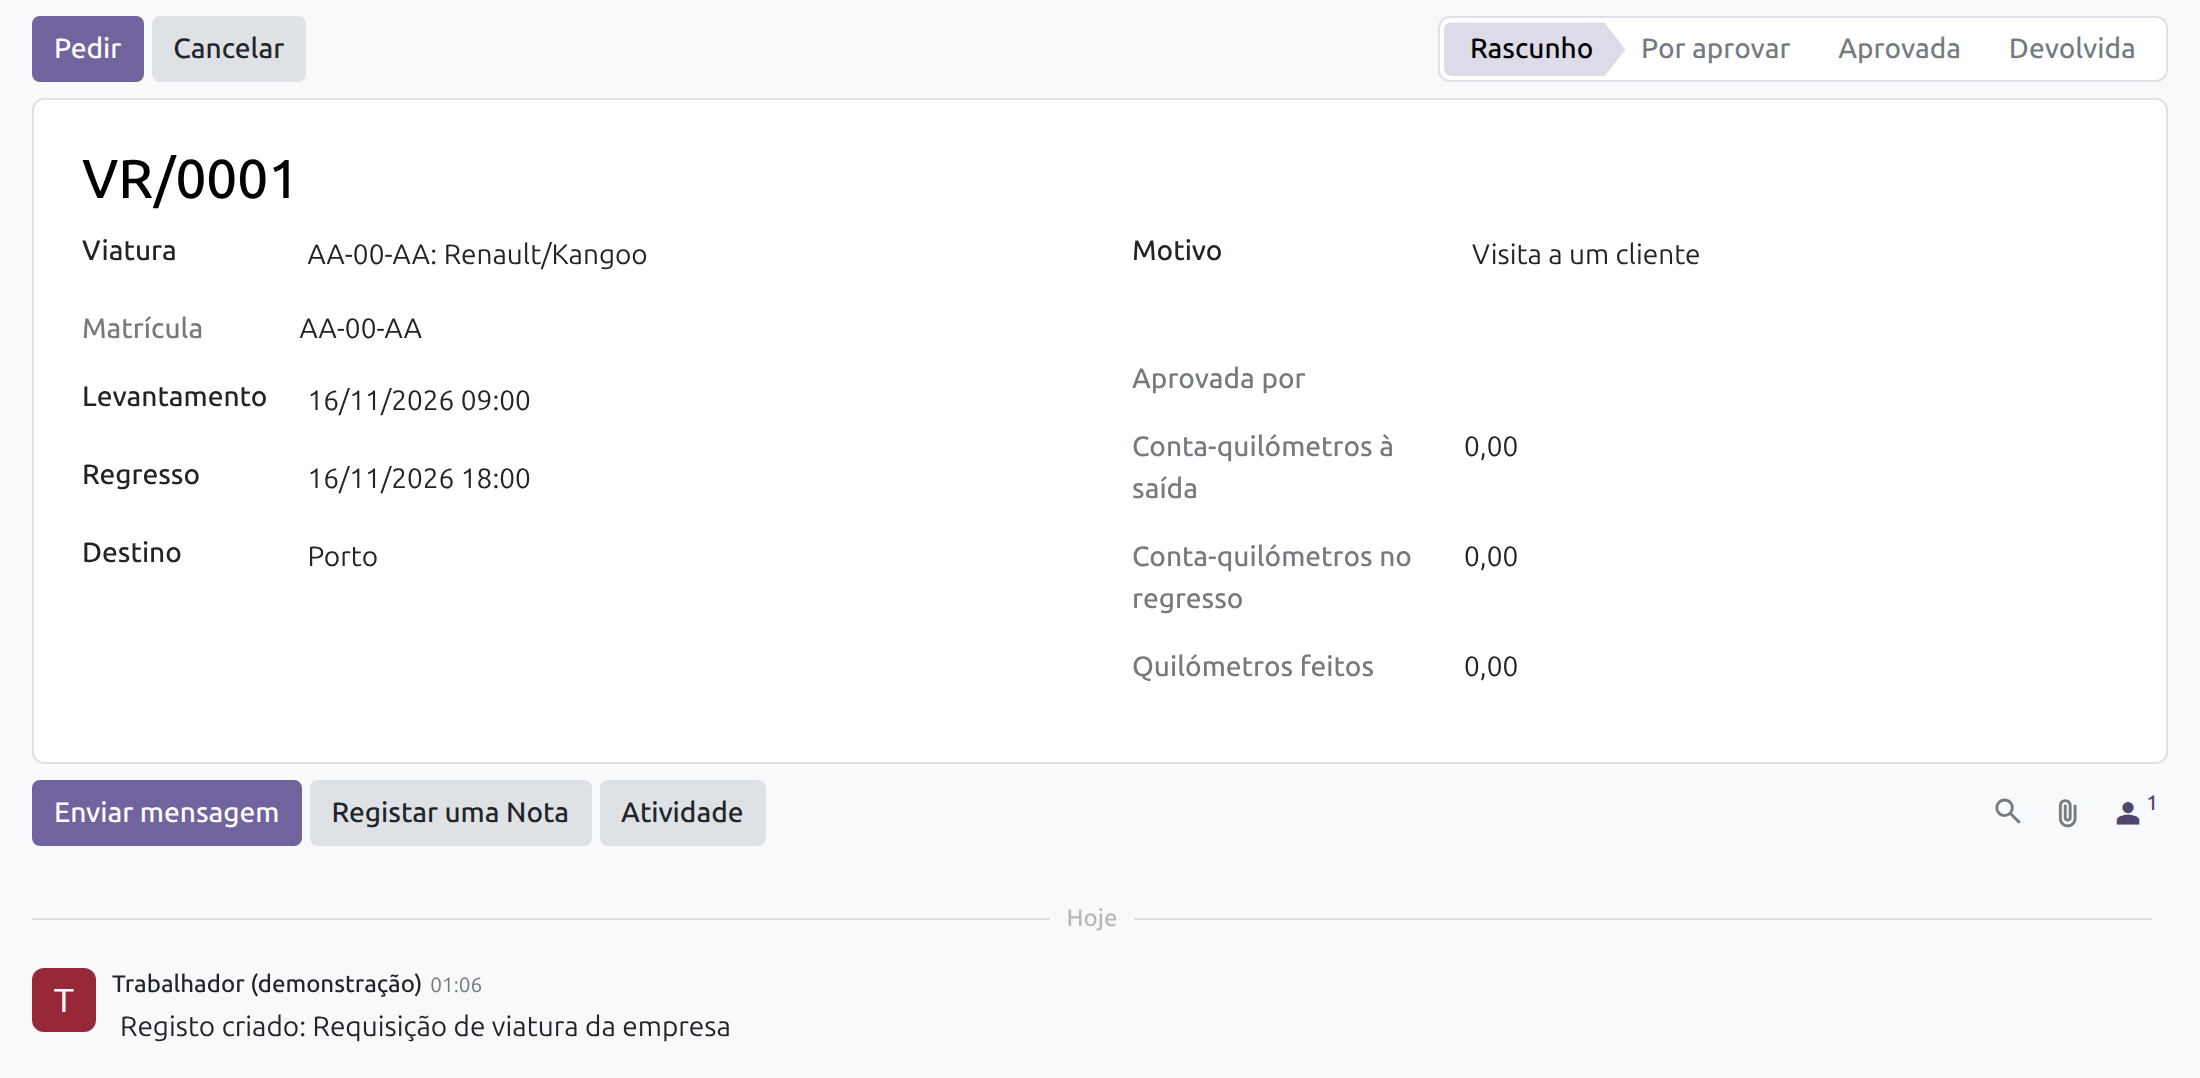 Pedir
Cancelar
Rascunho
Por aprovar
Aprovada
Devolvida
VR/0001
Viatura
AA-00-AA: Renault/Kangoo
Matrícula
AA-00-AA
Levantamento
16/11/2026 09:00
Regresso
16/11/2026 18:00
Destino
Porto
Motivo
Visita a um cliente
Aprovada por
Conta-quilómetros à
saída
0,00
Conta-quilómetros no
regresso
0,00
Quilómetros feitos
0,00
Enviar mensagem
Registar uma Nota
Atividade
1
Hoje
T
Trabalhador (demonstração) 01:06
Registo criado: Requisição de viatura da empresa